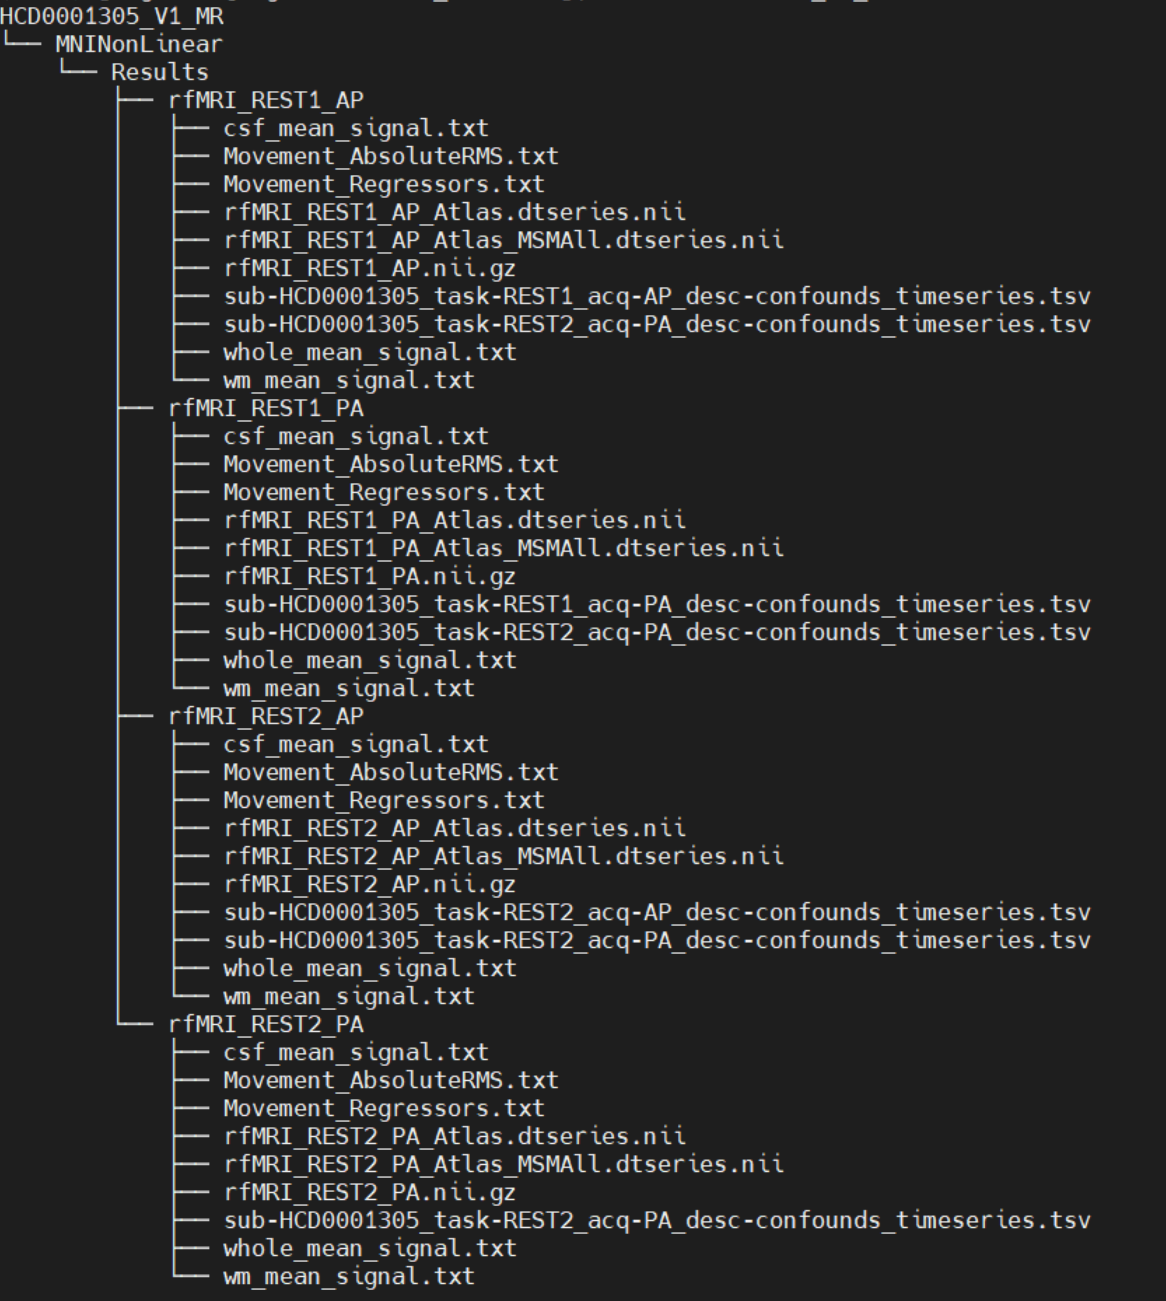 HCD0001305_V1_MR
└── MNINonLinear
    └── Results
        ├── rfMRI_REST1_AP
        │   ├── csf_mean_signal.txt
        │   ├── Movement_AbsoluteRMS.txt
        │   ├── Movement_Regressors.txt
        │   ├── rfMRI_REST1_AP_Atlas.dtseries.nii
        │   ├── rfMRI_REST1_AP_Atlas_MSMAll.dtseries.nii
        │   ├── rfMRI_REST1_AP.nii.gz
        │   ├── sub-HCD0001305_task-REST1_acq-AP_desc-confounds_timeseries.tsv
        │   ├── sub-HCD0001305_task-REST2_acq-PA_desc-confounds_timeseries.tsv
        │   ├── whole_mean_signal.txt
        │   └── wm_mean_signal.txt
        ├── rfMRI_REST1_PA
        │   ├── csf_mean_signal.txt
        │   ├── Movement_AbsoluteRMS.txt
        │   ├── Movement_Regressors.txt
        │   ├── rfMRI_REST1_PA_Atlas.dtseries.nii
        │   ├── rfMRI_REST1_PA_Atlas_MSMAll.dtseries.nii
        │   ├── rfMRI_REST1_PA.nii.gz
        │   ├── sub-HCD0001305_task-REST1_acq-PA_desc-confounds_timeseries.tsv
        │   ├── sub-HCD0001305_task-REST2_acq-PA_desc-confounds_timeseries.tsv
        │   ├── whole_mean_signal.txt
        │   └── wm_mean_signal.txt
        ├── rfMRI_REST2_AP
        │   ├── csf_mean_signal.txt
        │   ├── Movement_AbsoluteRMS.txt
        │   ├── Movement_Regressors.txt
        │   ├── rfMRI_REST2_AP_Atlas.dtseries.nii
        │   ├── rfMRI_REST2_AP_Atlas_MSMAll.dtseries.nii
        │   ├── rfMRI_REST2_AP.nii.gz
        │   ├── sub-HCD0001305_task-REST2_acq-AP_desc-confounds_timeseries.tsv
        │   ├── sub-HCD0001305_task-REST2_acq-PA_desc-confounds_timeseries.tsv
        │   ├── whole_mean_signal.txt
        │   └── wm_mean_signal.txt
        └── rfMRI_REST2_PA
            ├── csf_mean_signal.txt
            ├── Movement_AbsoluteRMS.txt
            ├── Movement_Regressors.txt
            ├── rfMRI_REST2_PA_Atlas.dtseries.nii
            ├── rfMRI_REST2_PA_Atlas_MSMAll.dtseries.nii
            ├── rfMRI_REST2_PA.nii.gz
            ├── sub-HCD0001305_task-REST2_acq-PA_desc-confounds_timeseries.tsv
            ├── whole_mean_signal.txt
            └── wm_mean_signal.txt